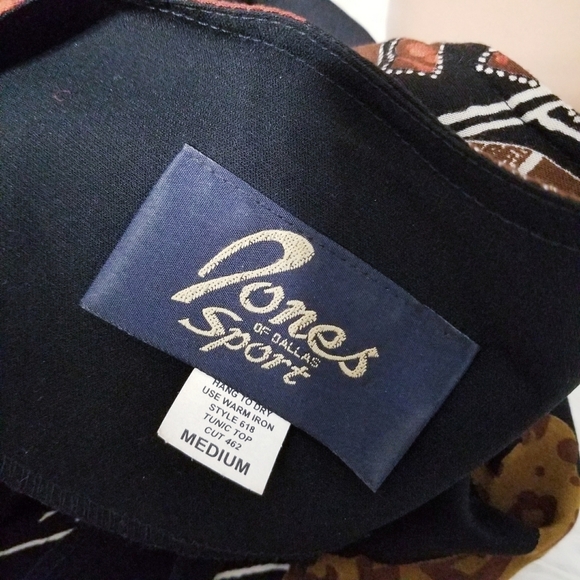 Jones
OF DALLAS
Sport
HANG TO DRY
USE WARM IRON
STYLE 618
TUNIC TOP
CUT 462
MEDIUM